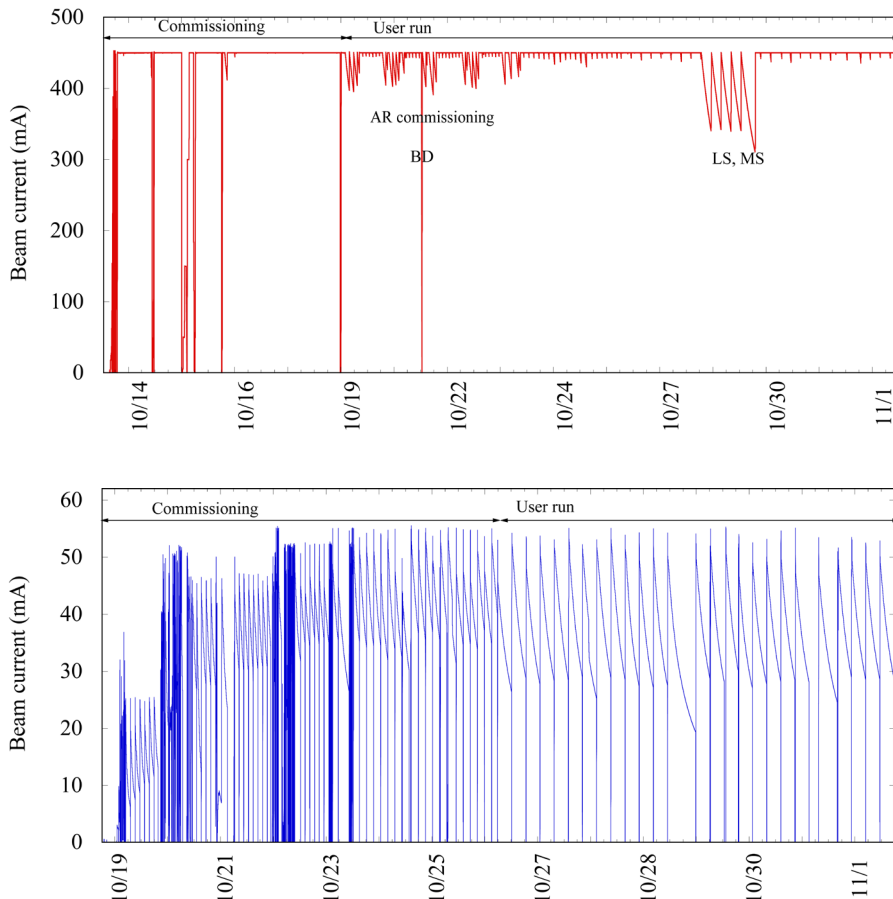 Commissioning User run
500
400
300
200
100
0
Beam current (mA)
AR commissioning
BD
LS, MS
10/14 10/16 10/19 10/22 10/24 10/27 10/30 11/1
Commissioning User run
60
50
40
30
20
10
0
Beam current (mA)
10/19 10/21 10/23 10/25 10/27 10/28 10/30 11/1